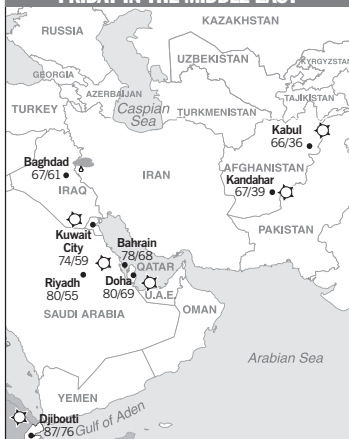 FRIDAY IN THE MIDDLE EAST
KAZAKHSTAN
RUSSIA
UZBEKISTAN
KYRGYZSTAN
GEORGIA
AZERBAIJAN
TAJIKISTAN
TURKEY
Caspian
Sea
TURKMENISTAN
Kabul
66/36
Baghdad
67/61
IRAN
AFGHANISTAN
Kandahar
67/39
IRAQ
PAKISTAN
Kuwait
City
74/59
Bahrain
78/68
QATAR
Riyadh
80/55
Doha
80/69
U.A.E.
OMAN
SAUDI ARABIA
Arabian Sea
YEMEN
Djibouti
87/76
Gulf of Aden